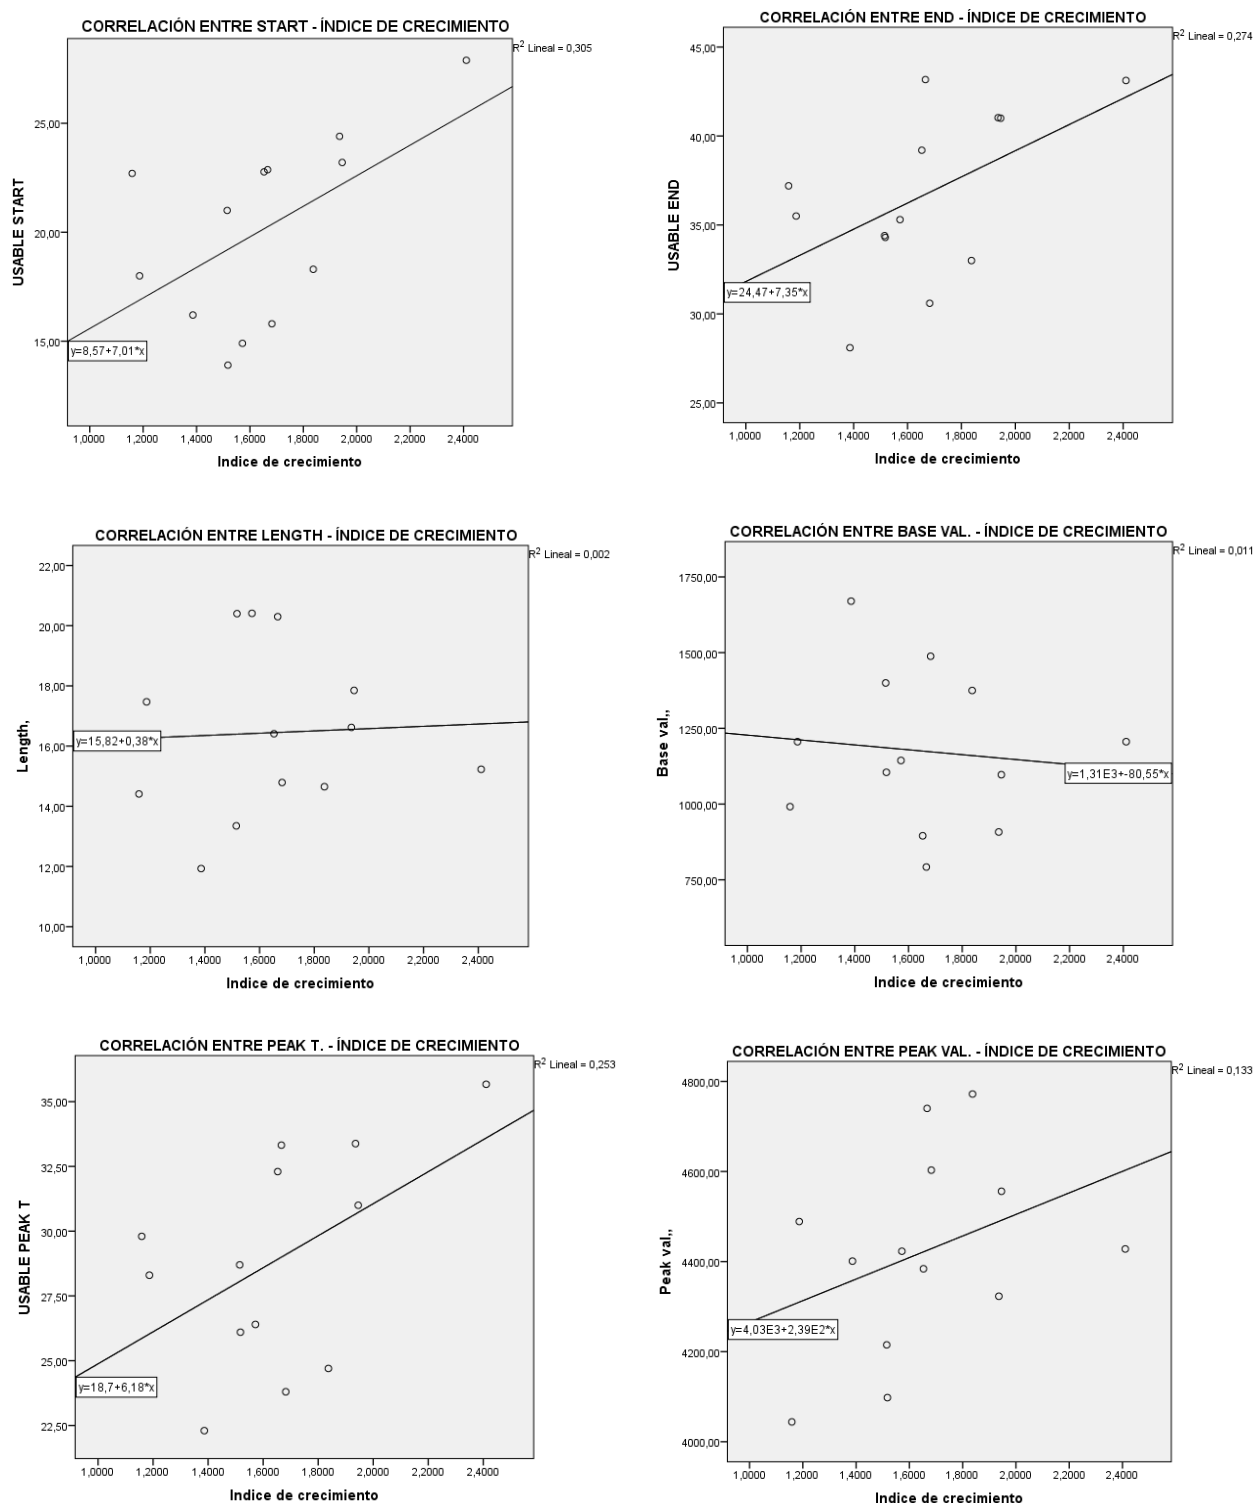 CORRELACIÓN ENTRE START - ÍNDICE DE CRECIMIENTO
R2 Lineal = 0,305
USABLE START
25,00
20,00
15,00
y=8,57+7,01*x
1,0000 1,2000 1,4000 1,6000 1,8000 2,0000 2,2000 2,4000
Indice de crecimiento
CORRELACIÓN ENTRE END - ÍNDICE DE CRECIMIENTO
R2 Lineal = 0,274
USABLE END
45,00
40,00
35,00
30,00
25,00
y=24,47+7,35*x
1,0000 1,2000 1,4000 1,6000 1,8000 2,0000 2,2000 2,4000
Indice de crecimiento
CORRELACIÓN ENTRE LENGTH - ÍNDICE DE CRECIMIENTO
R2 Lineal = 0,002
Length,
22,00
20,00
18,00
16,00
14,00
12,00
10,00
y=15,82+0,38*x
1,0000 1,2000 1,4000 1,6000 1,8000 2,0000 2,2000 2,4000
Indice de crecimiento
CORRELACIÓN ENTRE BASE VAL. - ÍNDICE DE CRECIMIENTO
R2 Lineal = 0,011
Base val,,
1750,00
1500,00
1250,00
1000,00
750,00
y=1,31E3+-80,55*x
1,0000 1,2000 1,4000 1,6000 1,8000 2,0000 2,2000 2,4000
Indice de crecimiento
CORRELACIÓN ENTRE PEAK T. - ÍNDICE DE CRECIMIENTO
R2 Lineal = 0,253
USABLE PEAK T
35,00
32,50
30,00
27,50
25,00
22,50
y=18,7+6,18*x
1,0000 1,2000 1,4000 1,6000 1,8000 2,0000 2,2000 2,4000
Indice de crecimiento
CORRELACIÓN ENTRE PEAK VAL. - ÍNDICE DE CRECIMIENTO
R2 Lineal = 0,133
Peak val,,
4800,00
4600,00
4400,00
4200,00
4000,00
y=4,03E3+2,39E2*x
1,0000 1,2000 1,4000 1,6000 1,8000 2,0000 2,2000 2,4000
Indice de crecimiento